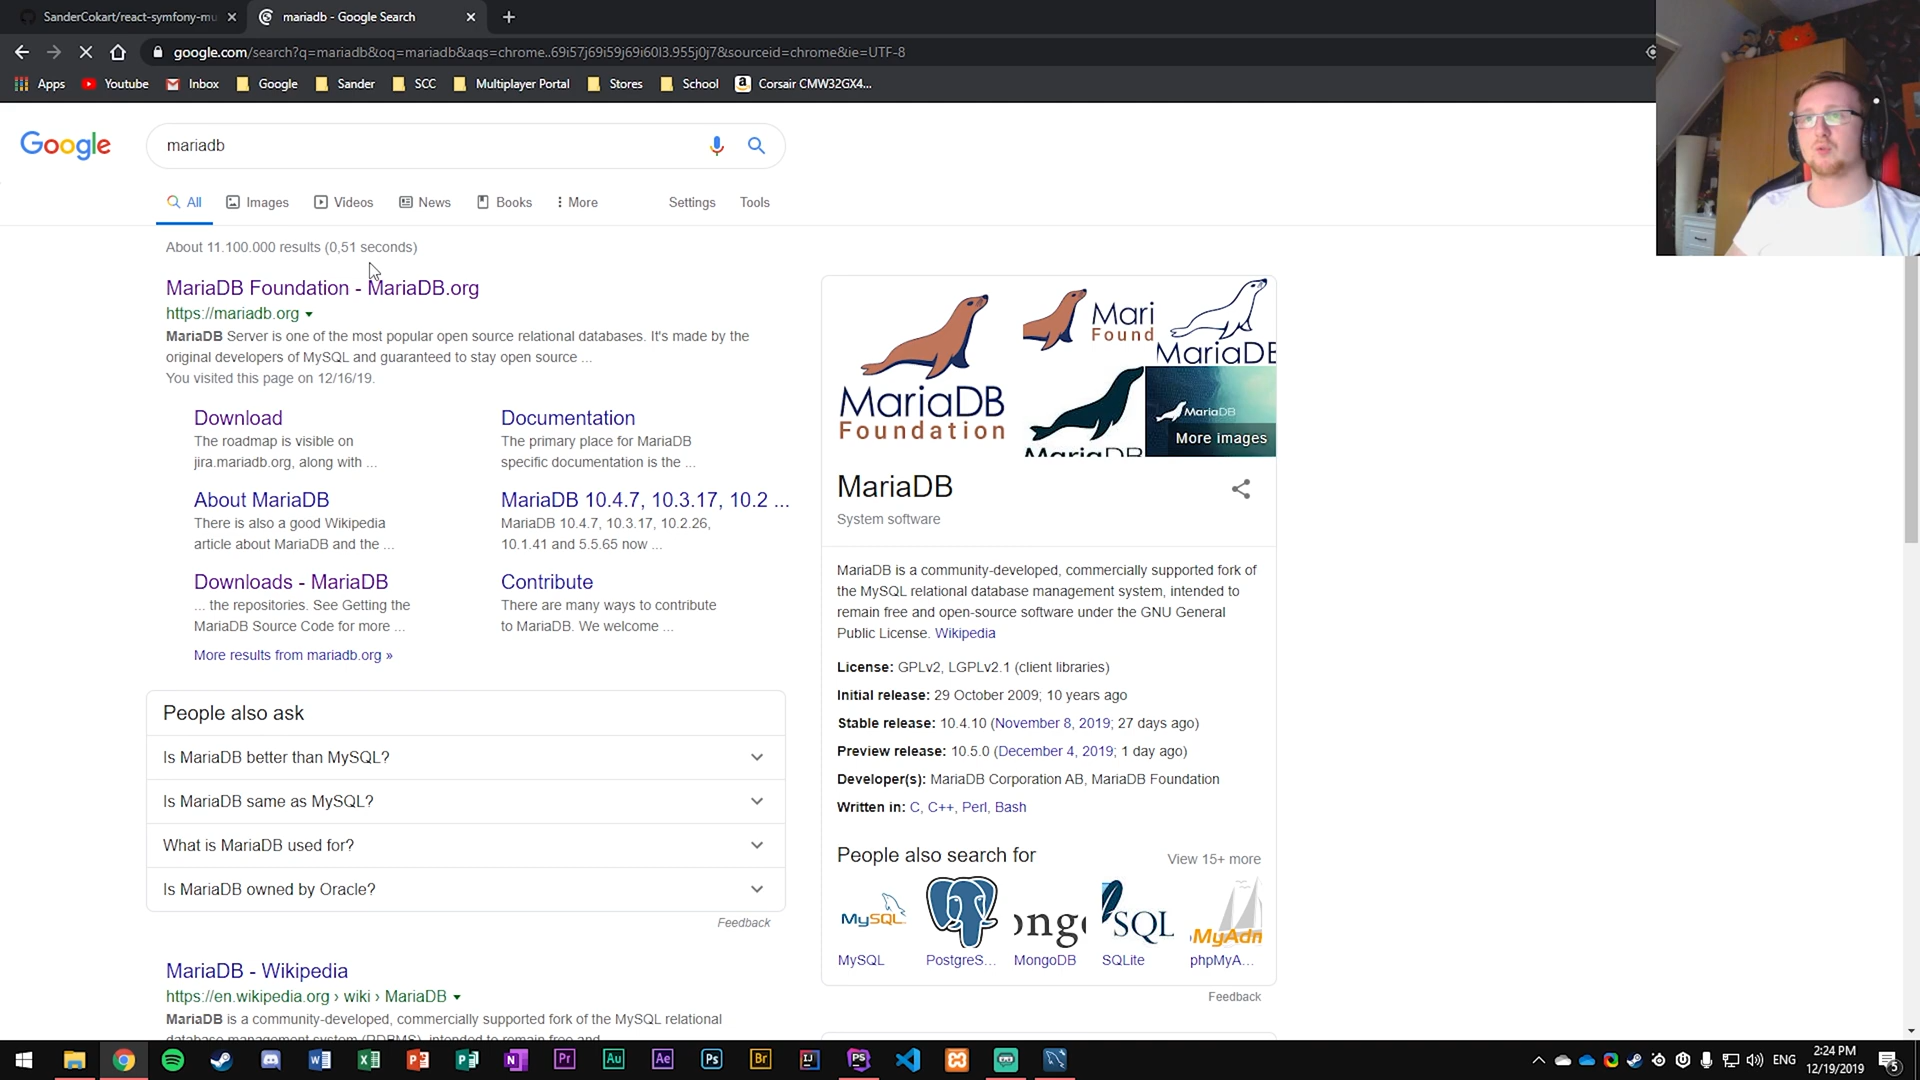 SanderCokart/react-symfony-mu
mariadb - Google Search
google.com/search?q=mariadb&oq=mariadb&aqs=chrome..69i57j69i59j69i60l3.955j0j7&sourceid=chrome&ie=UTF-8
Apps
Youtube
Inbox
Google
Sander
SCC
Multiplayer Portal
Stores
School
Corsair CMW32GX4...
Google
mariadb
All
Images
Videos
News
Books
More
Settings
Tools
About 11.100.000 results (0,51 seconds)
MariaDB Foundation - MariaDB.org
https://mariadb.org
MariaDB Server is one of the most popular open source relational databases. It's made by the
original developers of MySQL and guaranteed to stay open source ...
You visited this page on 12/16/19.
Download
The roadmap is visible on
jira.mariadb.org, along with ...
Documentation
The primary place for MariaDB
specific documentation is the ...
About MariaDB
There is also a good Wikipedia
article about MariaDB and the ...
MariaDB 10.4.7, 10.3.17, 10.2 ...
MariaDB 10.4.7, 10.3.17, 10.2.26,
10.1.41 and 5.5.65 now ...
Downloads - MariaDB
... the repositories. See Getting the
MariaDB Source Code for more ...
Contribute
There are many ways to contribute
to MariaDB. We welcome ...
More results from mariadb.org »
People also ask
Is MariaDB better than MySQL?
Is MariaDB same as MySQL?
What is MariaDB used for?
Is MariaDB owned by Oracle?
Feedback
MariaDB - Wikipedia
https://en.wikipedia.org › wiki › MariaDB
MariaDB is a community-developed, commercially supported fork of the MySQL relational
database management system (RDBMS), intended to remain free and
MariaDB
Foundation
Mari
Found
MariaDB
MariaDB
MariaDB
More images
MariaDB
System software
MariaDB is a community-developed, commercially supported fork of
the MySQL relational database management system, intended to
remain free and open-source software under the GNU General
Public License. Wikipedia
License: GPLv2, LGPLv2.1 (client libraries)
Initial release: 29 October 2009; 10 years ago
Stable release: 10.4.10 (November 8, 2019; 27 days ago)
Preview release: 10.5.0 (December 4, 2019; 1 day ago)
Developer(s): MariaDB Corporation AB, MariaDB Foundation
Written in: C, C++, Perl, Bash
People also search for
View 15+ more
MySQL
ongo
SQL
MyAdn
MySQL
PostgreS...
MongoDB
SQLite
phpMyA...
Feedback
Pr
Au
Ae
Ps
Br
IJ
PS
ENG
2:24 PM
12/19/2019
5